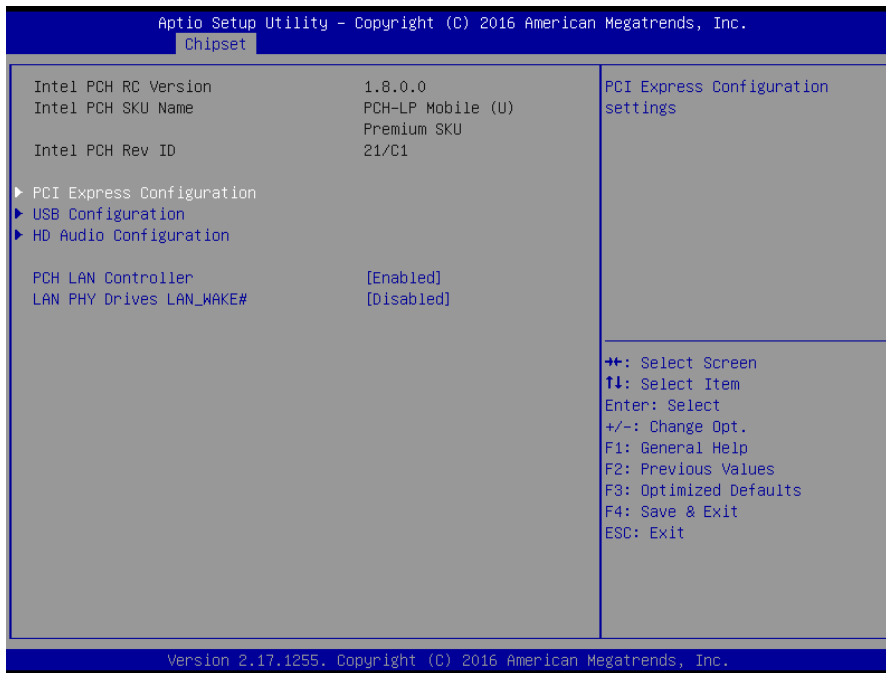 Aptio Setup Utility – Copyright (C) 2016 American Megatrends, Inc.
Chipset
Intel PCH RC Version 1.8.0.0
Intel PCH SKU Name PCH-LP Mobile (U)
Premium SKU
Intel PCH Rev ID 21/C1
PCI Express Configuration
USB Configuration
HD Audio Configuration
PCH LAN Controller [Enabled]
LAN PHY Drives LAN_WAKE# [Disabled]
PCI Express Configuration
settings
→←: Select Screen
↑↓: Select Item
Enter: Select
+/-: Change Opt.
F1: General Help
F2: Previous Values
F3: Optimized Defaults
F4: Save & Exit
ESC: Exit
Version 2.17.1255. Copyright (C) 2016 American Megatrends, Inc.